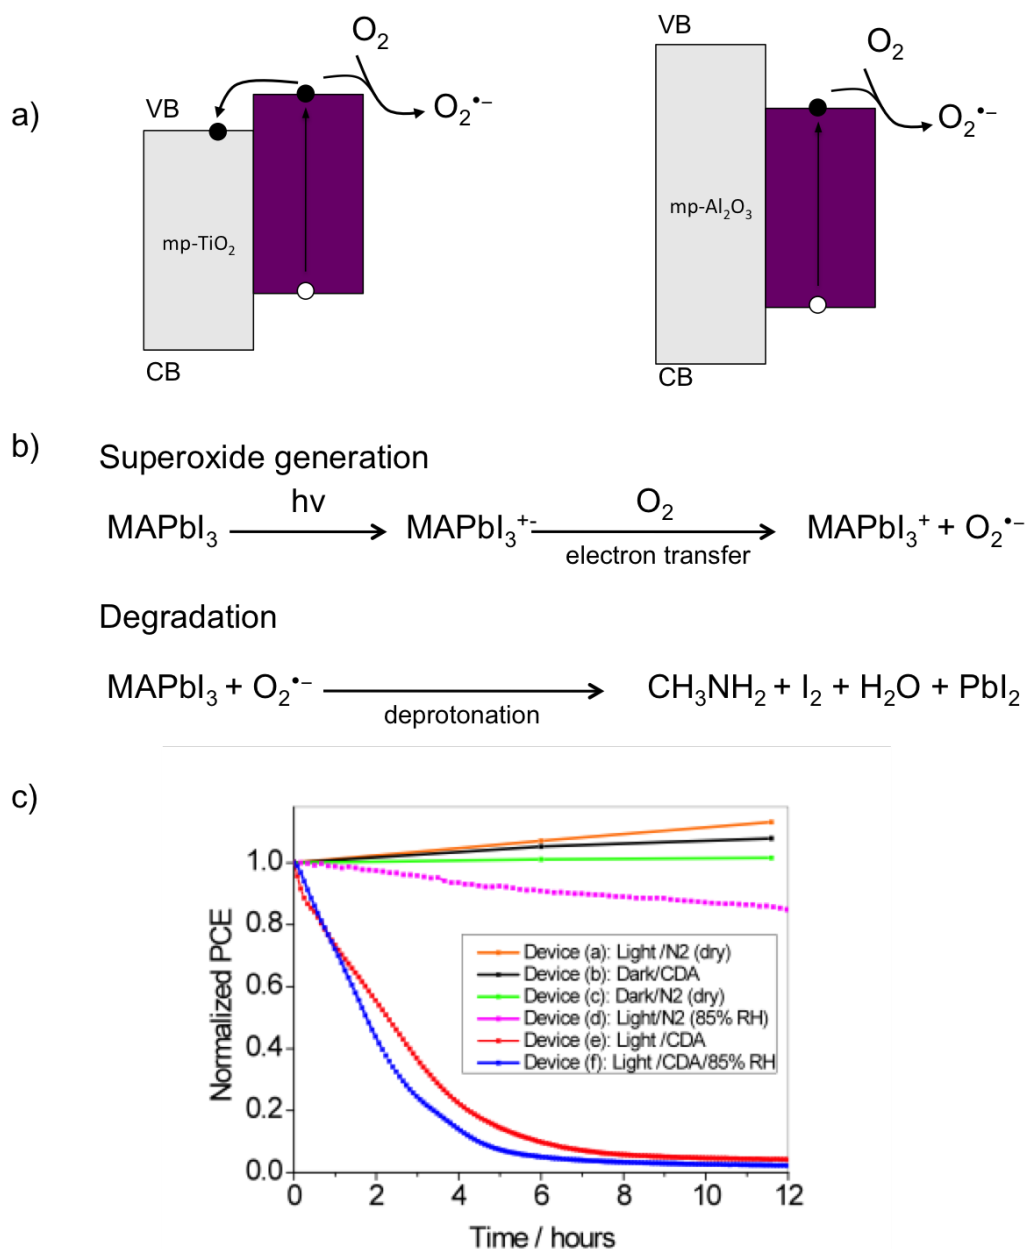 a)
O₂
VB
O₂•−
mp-TiO₂
CB
VB
O₂
O₂•−
mp-Al₂O₃
CB
b)
Superoxide generation
MAPbI₃ hν MAPbI₃⁺⁻ O₂ electron transfer MAPbI₃⁺ + O₂•−
Degradation
MAPbI₃ + O₂•− deprotonation CH₃NH₂ + I₂ + H₂O + PbI₂
c)
Normalized PCE
1.0
0.8
0.6
0.4
0.2
0.0
Device (a): Light /N2 (dry)
Device (b): Dark/CDA
Device (c): Dark/N2 (dry)
Device (d): Light/N2 (85% RH)
Device (e): Light /CDA
Device (f): Light /CDA/85% RH
0 2 4 6 8 10 12
Time / hours